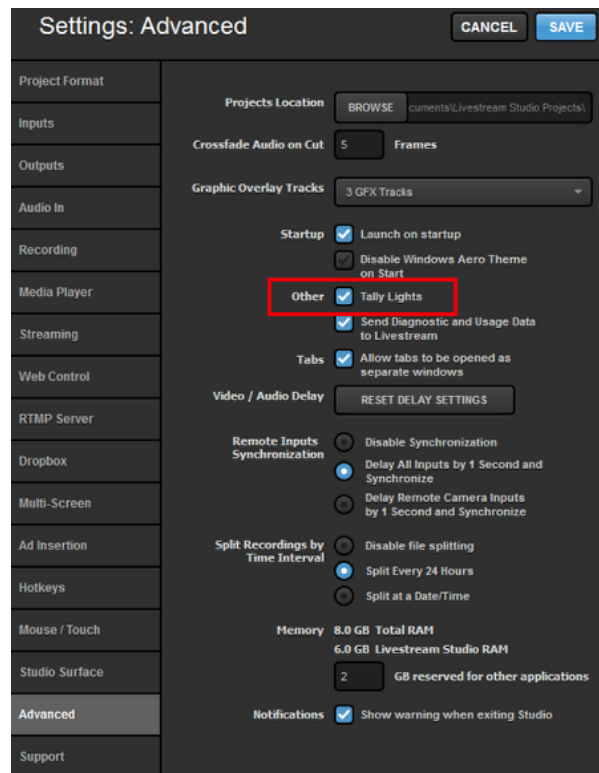 Settings: Advanced
CANCEL
SAVE
Project Format
Inputs
Outputs
Audio In
Recording
Media Player
Streaming
Web Control
RTMP Server
Dropbox
Multi-Screen
Ad Insertion
Hotkeys
Mouse / Touch
Studio Surface
Advanced
Support
Projects Location
BROWSE
cuments\Livestream Studio Projects\
Crossfade Audio on Cut
5
Frames
Graphic Overlay Tracks
3 GFX Tracks
Startup
Launch on startup
Disable Windows Aero Theme
on Start
Other
Tally Lights
Send Diagnostic and Usage Data
to Livestream
Tabs
Allow tabs to be opened as
separate windows
Video / Audio Delay
RESET DELAY SETTINGS
Remote Inputs
Synchronization
Disable Synchronization
Delay All Inputs by 1 Second and
Synchronize
Delay Remote Camera Inputs
by 1 Second and Synchronize
Split Recordings by
Time Interval
Disable file splitting
Split Every 24 Hours
Split at a Date/Time
Memory
8.0 GB Total RAM
6.0 GB Livestream Studio RAM
2
GB reserved for other applications
Notifications
Show warning when exiting Studio